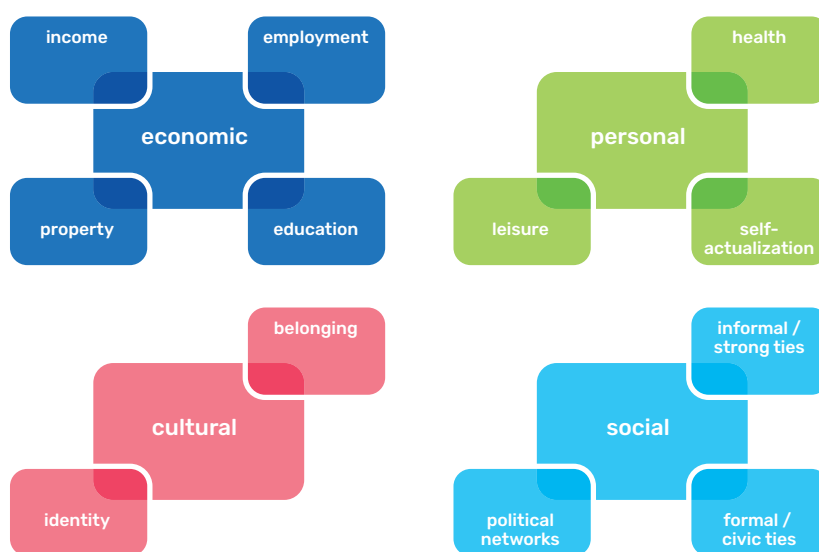 income
employment
economic
property
education
health
personal
leisure
self-
actualization
belonging
cultural
identity
informal /
strong ties
social
political
networks
formal /
civic ties